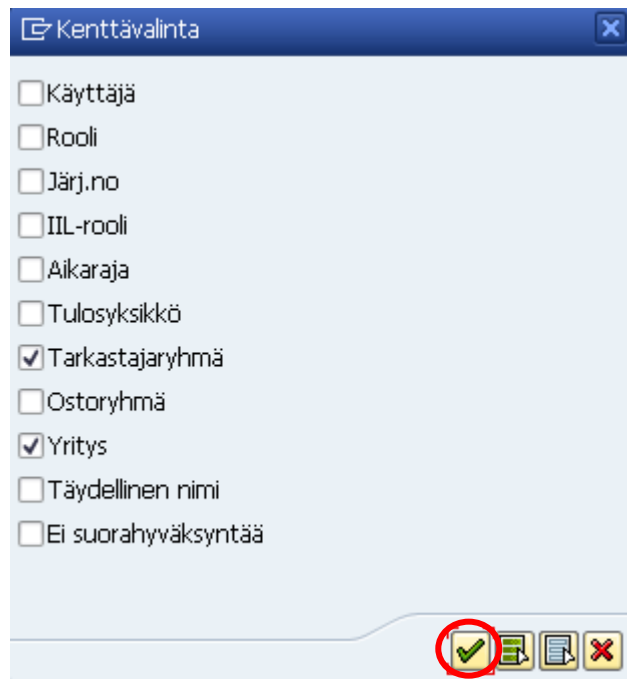 Kenttävalinta
Käyttäjä
Rooli
Järj.no
IIL-rooli
Aikaraja
Tulosyksikkö
Tarkastajaryhmä
Ostoryhmä
Yritys
Täydellinen nimi
Ei suorahyväksyntää